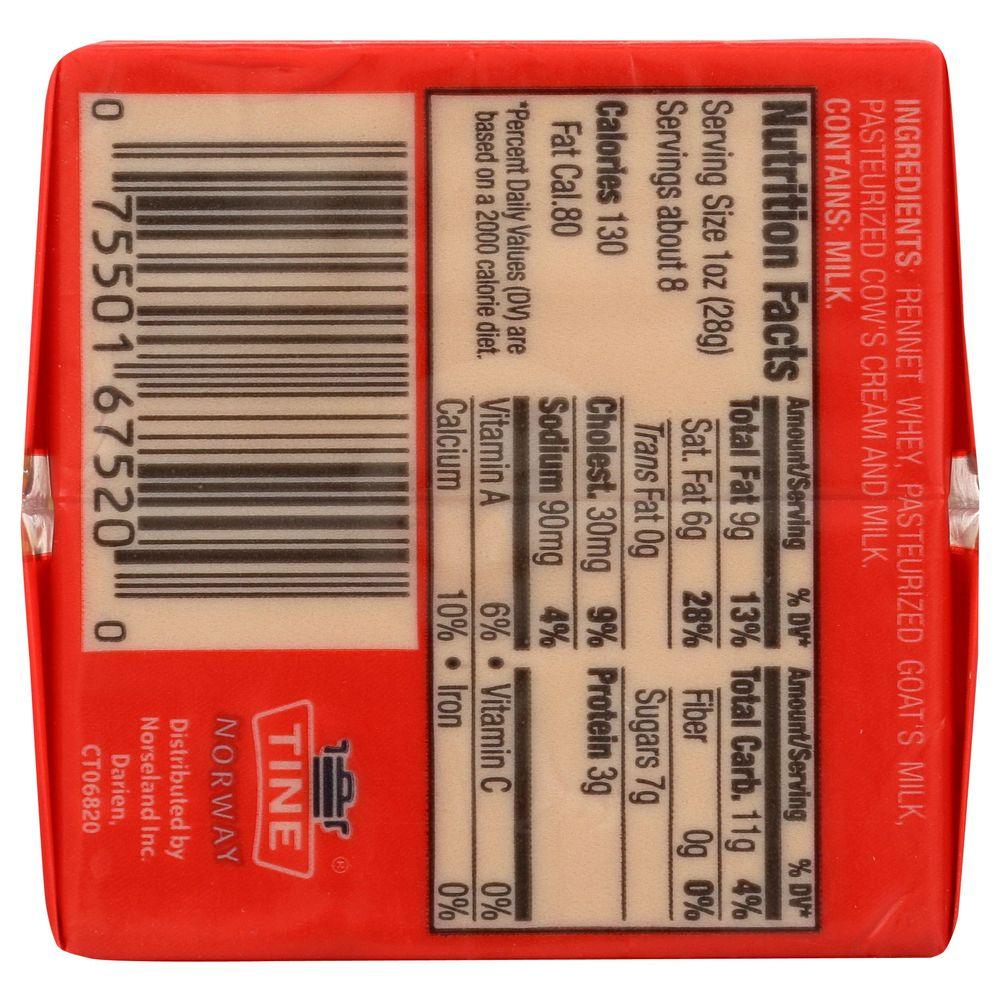 INGREDIENTS: RENNET WHEY, PASTEURIZED GOAT'S MILK,
PASTEURIZED COW'S CREAM AND MILK.
CONTAINS: MILK.
Nutrition Facts
Serving Size 1oz (28g)
Servings about 8
Calories 130
Fat Cal.80
*Percent Daily Values (DV) are
based on a 2000 calorie diet.
Amount/Serving % DV* Amount/Serving % DV*
Total Fat 9g 13% Total Carb. 11g 4%
Sat. Fat 6g 28% Fiber 0g 0%
Trans Fat 0g Sugars 7g
Cholest. 30mg 9% Protein 3g
Sodium 90mg 4%
Vitamin A 6% • Vitamin C 0%
Calcium 10% • Iron 0%
0 75501 67520 0
TINE ®
NORWAY
Distributed by
Norseland Inc.
Darien,
CT06820